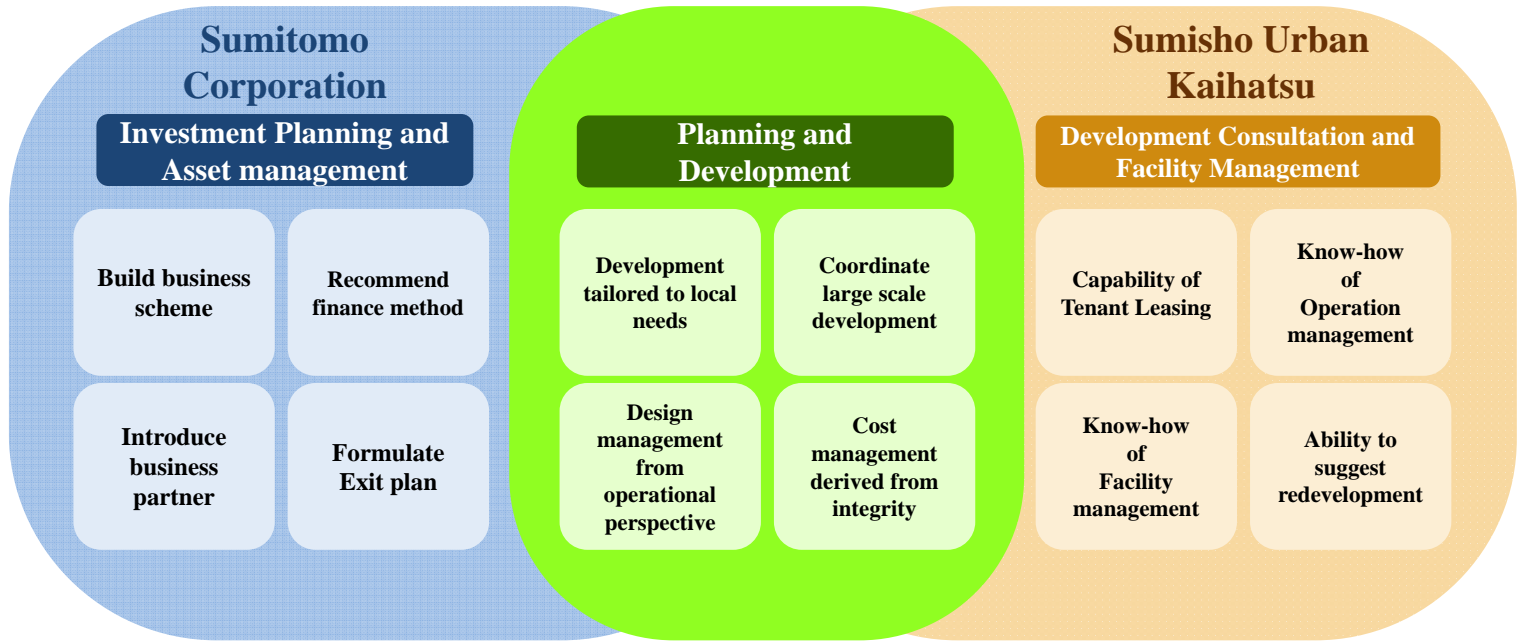 Sumitomo
Corporation
Investment Planning and
Asset management
Build business
scheme
Recommend
finance method
Introduce
business
partner
Formulate
Exit plan
Planning and
Development
Development
tailored to local
needs
Coordinate
large scale
development
Design
management
from
operational
perspective
Cost
management
derived from
integrity
Sumisho Urban
Kaihatsu
Development Consultation and
Facility Management
Capability of
Tenant Leasing
Know-how
of
Operation
management
Know-how
of
Facility
management
Ability to
suggest
redevelopment